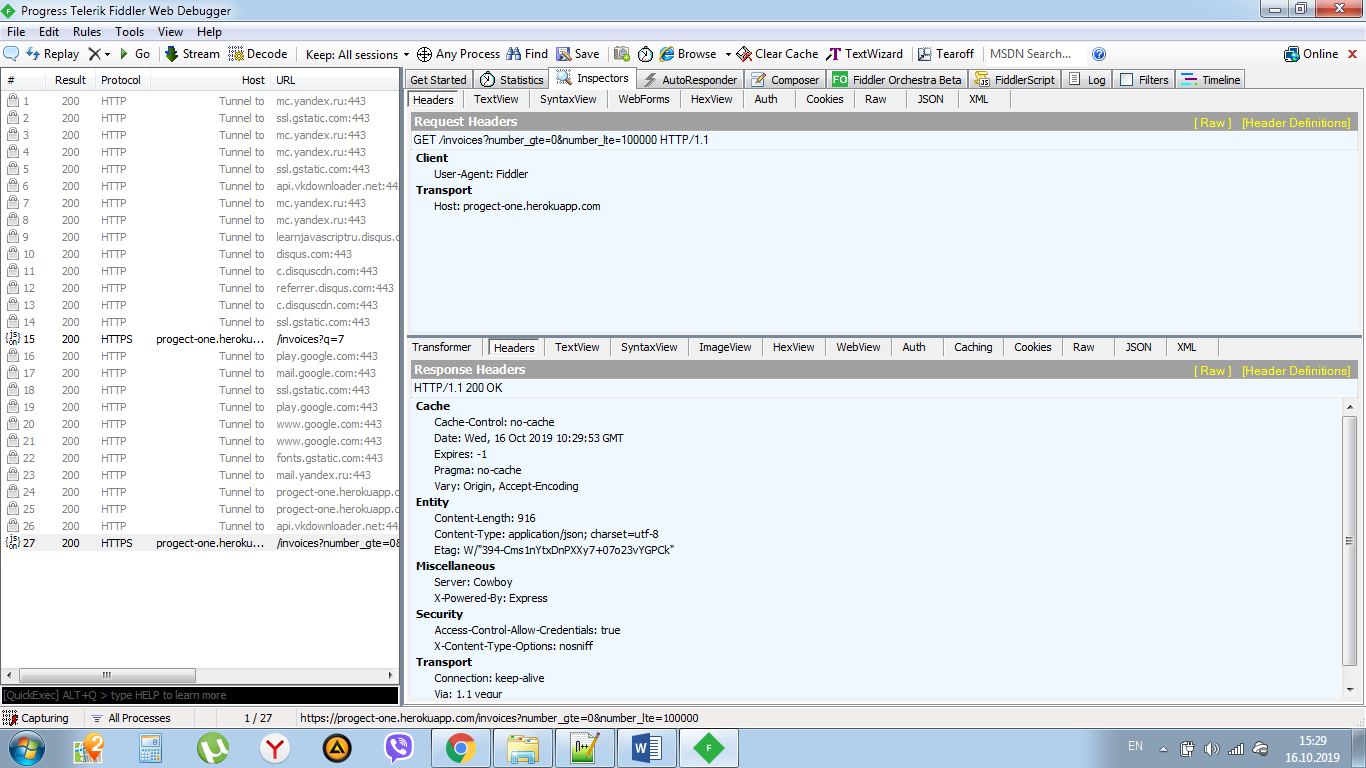 Progress Telerik Fiddler Web Debugger
File Edit Rules Tools View Help
Replay Go Stream Decode Keep: All sessions Any Process Find Save Browse Clear Cache TextWizard Tearoff MSDN Search... Online
Get Started Statistics Inspectors AutoResponder Composer FO Fiddler Orchestra Beta FiddlerScript Log Filters Timeline
# Result Protocol Host URL
1 200 HTTP Tunnel to mc.yandex.ru:443
2 200 HTTP Tunnel to ssl.gstatic.com:443
3 200 HTTP Tunnel to mc.yandex.ru:443
4 200 HTTP Tunnel to mc.yandex.ru:443
5 200 HTTP Tunnel to ssl.gstatic.com:443
6 200 HTTP Tunnel to api.vkdownloader.net:44
7 200 HTTP Tunnel to mc.yandex.ru:443
8 200 HTTP Tunnel to mc.yandex.ru:443
9 200 HTTP Tunnel to learnjavascriptru.disqus.c
10 200 HTTP Tunnel to disqus.com:443
11 200 HTTP Tunnel to c.disquscdn.com:443
12 200 HTTP Tunnel to referrer.disqus.com:443
13 200 HTTP Tunnel to c.disquscdn.com:443
14 200 HTTP Tunnel to ssl.gstatic.com:443
15 200 HTTPS progect-one.heroku... /invoices?q=7
16 200 HTTP Tunnel to play.google.com:443
17 200 HTTP Tunnel to mail.google.com:443
18 200 HTTP Tunnel to ssl.gstatic.com:443
19 200 HTTP Tunnel to play.google.com:443
20 200 HTTP Tunnel to www.google.com:443
21 200 HTTP Tunnel to www.google.com:443
22 200 HTTP Tunnel to fonts.gstatic.com:443
23 200 HTTP Tunnel to mail.yandex.ru:443
24 200 HTTP Tunnel to progect-one.herokuapp.c
25 200 HTTP Tunnel to progect-one.herokuapp.c
26 200 HTTP Tunnel to api.vkdownloader.net:44
27 200 HTTPS progect-one.heroku... /invoices?number_gte=0&
[QuickExec] ALT+Q > type HELP to learn more
Headers TextView SyntaxView WebForms HexView Auth Cookies Raw JSON XML
Request Headers [ Raw ] [Header Definitions]
GET /invoices?number_gte=0&number_lte=100000 HTTP/1.1
Client
User-Agent: Fiddler
Transport
Host: progect-one.herokuapp.com
Transformer Headers TextView SyntaxView ImageView HexView WebView Auth Caching Cookies Raw JSON XML
Response Headers [ Raw ] [Header Definitions]
HTTP/1.1 200 OK
Cache
Cache-Control: no-cache
Date: Wed, 16 Oct 2019 10:29:53 GMT
Expires: -1
Pragma: no-cache
Vary: Origin, Accept-Encoding
Entity
Content-Length: 916
Content-Type: application/json; charset=utf-8
Etag: W/"394-Cms1nYtxDnPXXy7+07o23vYGPCk"
Miscellaneous
Server: Cowboy
X-Powered-By: Express
Security
Access-Control-Allow-Credentials: true
X-Content-Type-Options: nosniff
Transport
Connection: keep-alive
Via: 1.1 vegur
Capturing All Processes 1 / 27 https://progect-one.herokuapp.com/invoices?number_gte=0&number_lte=100000
EN 15:29
16.10.2019